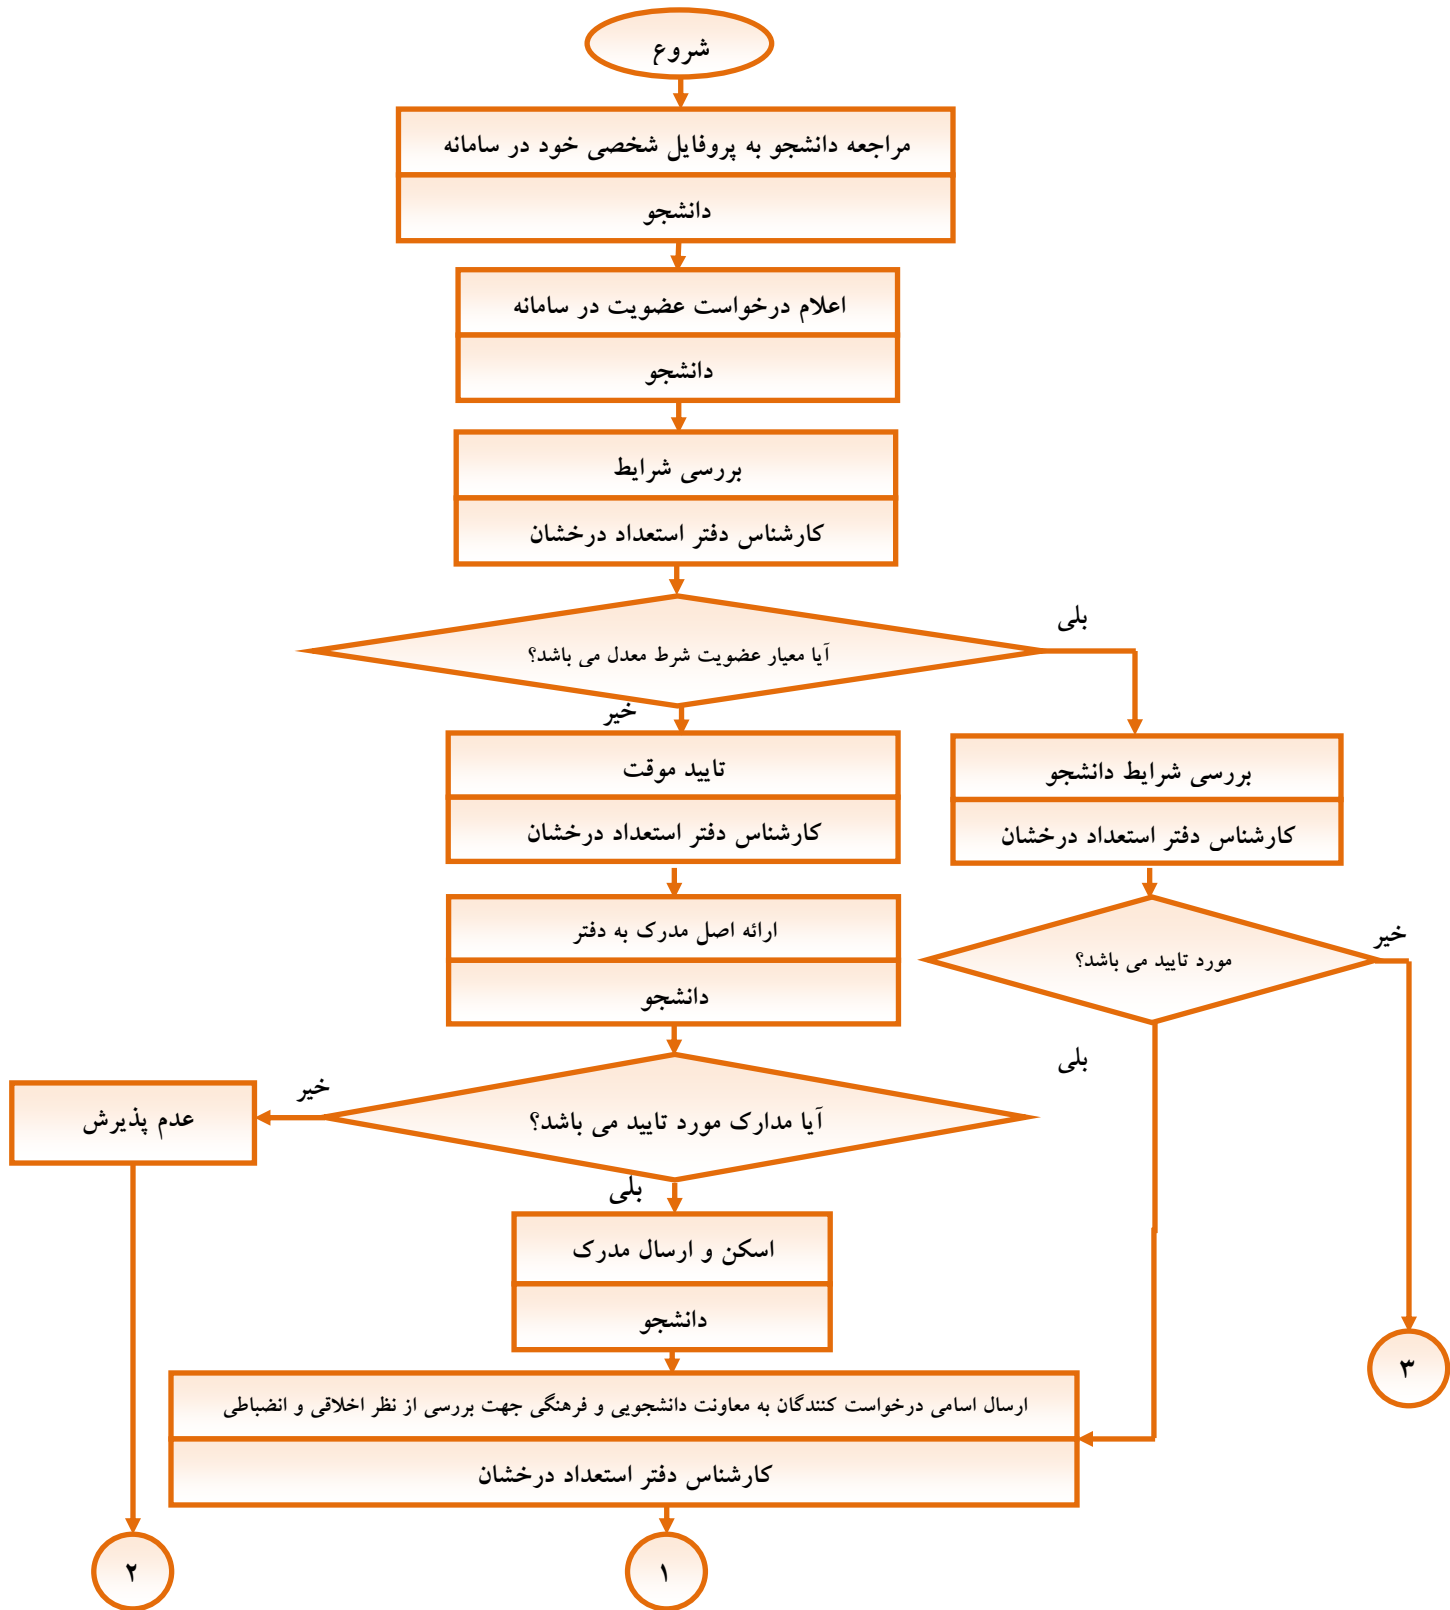 شروع
مراجعه دانشجو به پروفایل شخصی خود در سامانه
دانشجو
اعلام درخواست عضویت در سامانه
دانشجو
بررسی شرایط
کارشناس دفتر استعداد درخشان
بلی
آیا معیار عضویت شرط معدل می باشد؟
خیر
تایید موقت
کارشناس دفتر استعداد درخشان
بررسی شرایط دانشجو
کارشناس دفتر استعداد درخشان
ارائه اصل مدرک به دفتر
دانشجو
خیر
مورد تایید می باشد؟
بلی
آیا مدارک مورد تایید می باشد؟
خیر
عدم پذیرش
بلی
اسکن و ارسال مدرک
دانشجو
۳
ارسال اسامی درخواست کنندگان به معاونت دانشجویی و فرهنگی جهت بررسی از نظر اخلاقی و انضباطی
کارشناس دفتر استعداد درخشان
۱
۲